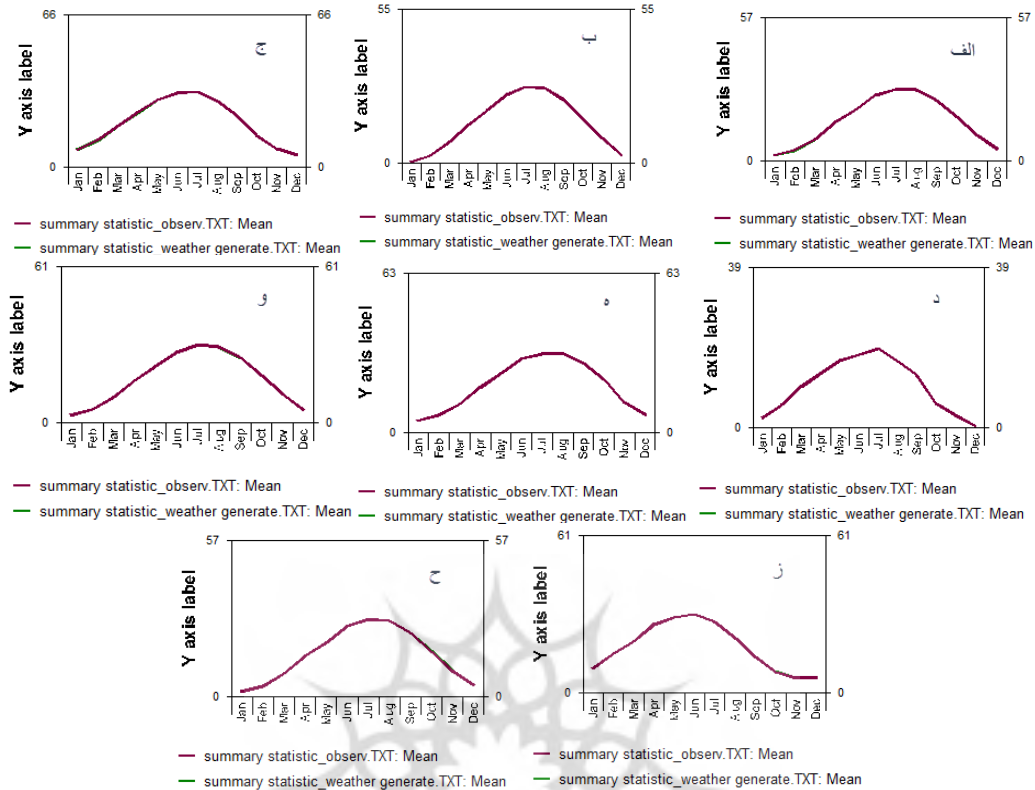 66
66
ج
Y axis label
0
0
Jan Feb Mar Apr May Jun Jul Aug Sep Oct Nov Dec
summary statistic_observ.TXT: Mean
summary statistic_weather generate.TXT: Mean
55
55
ب
Y axis label
0
0
Jan Feb Mar Apr May Jun Jul Aug Sep Oct Nov Dec
summary statistic_observ.TXT: Mean
summary statistic_weather generate.TXT: Mean
57
57
الف
Y axis label
0
0
Jan Feb Mar Apr May Jun Jul Aug Sep Oct Nov Dec
summary statistic_observ.TXT: Mean
summary statistic_weather generate.TXT: Mean
61
61
و
Y axis label
0
0
Jan Feb Mar Apr May Jun Jul Aug Sep Oct Nov Dec
summary statistic_observ.TXT: Mean
summary statistic_weather generate.TXT: Mean
63
63
ه
Y axis label
0
0
Jan Feb Mar Apr May Jun Jul Aug Sep Oct Nov Dec
summary statistic_observ.TXT: Mean
summary statistic_weather generate.TXT: Mean
39
39
د
Y axis label
0
0
Jan Feb Mar Apr May Jun Jul Aug Sep Oct Nov Dec
summary statistic_observ.TXT: Mean
summary statistic_weather generate.TXT: Mean
57
57
ح
Y axis label
0
0
Jan Feb Mar Apr May Jun Jul Aug Sep Oct Nov Dec
summary statistic_observ.TXT: Mean
summary statistic_weather generate.TXT: Mean
61
61
ز
Y axis label
0
0
Jan Feb Mar Apr May Jun Jul Aug Sep Oct Nov Dec
summary statistic_observ.TXT: Mean
summary statistic_weather generate.TXT: Mean